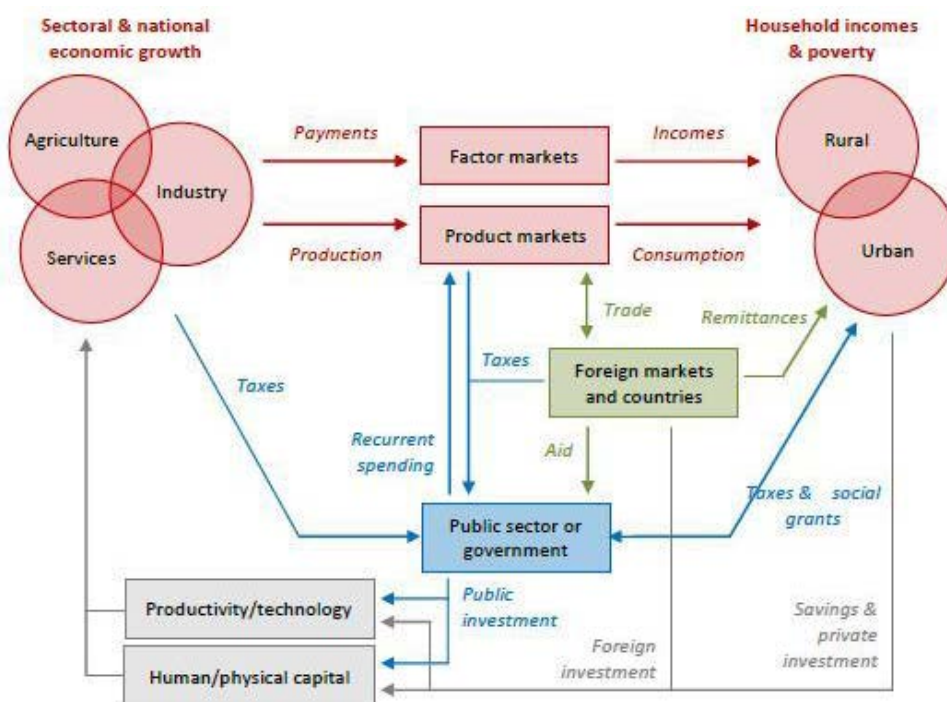 Sectoral & national
economic growth
Household incomes
& poverty
Agriculture
Industry
Services
Payments
Factor markets
Incomes
Rural
Production
Product markets
Consumption
Urban
Trade
Remittances
Taxes
Taxes
Foreign markets
and countries
Recurrent
spending
Aid
Taxes & social
grants
Public sector or
government
Productivity/technology
Public
investment
Human/physical capital
Foreign
investment
Savings &
private
investment